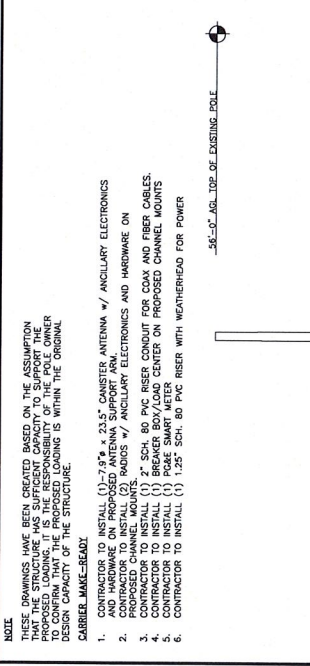 NOTE
THESE DRAWINGS HAVE BEEN CREATED BASED ON THE ASSUMPTION
THAT THE STRUCTURE HAS SUFFICIENT CAPACITY TO SUPPORT THE
PROPOSED LOADING. IT IS THE RESPONSIBILITY OF THE POLE OWNER
TO CONFIRM THAT THE PROPOSED LOADING IS WITHIN THE ORIGINAL
DESIGN CAPACITY OF THE STRUCTURE.
CARRIER MAKE-READY
1. CONTRACTOR TO INSTALL (1)-7.9"ø x 23.5" CANISTER ANTENNA w/ ANCILLARY ELECTRONICS
AND HARDWARE ON PROPOSED ANTENNA SUPPORT ARM.
2. CONTRACTOR TO INSTALL (2) RADIOS w/ ANCILLARY ELECTRONICS AND HARDWARE ON
PROPOSED CHANNEL MOUNTS.
3. CONTRACTOR TO INSTALL (1) 2" SCH. 80 PVC RISER CONDUIT FOR COAX AND FIBER CABLES.
4. CONTRACTOR TO INSTALL (1) BREAKER BOX/LOAD CENTER ON PROPOSED CHANNEL MOUNTS
5. CONTRACTOR TO INSTALL (1) PG&E SMART METER
6. CONTRACTOR TO INSTALL (1) 1.25" SCH. 80 PVC RISER WITH WEATHERHEAD FOR POWER
56'-0" AGL TOP OF EXISTING POLE